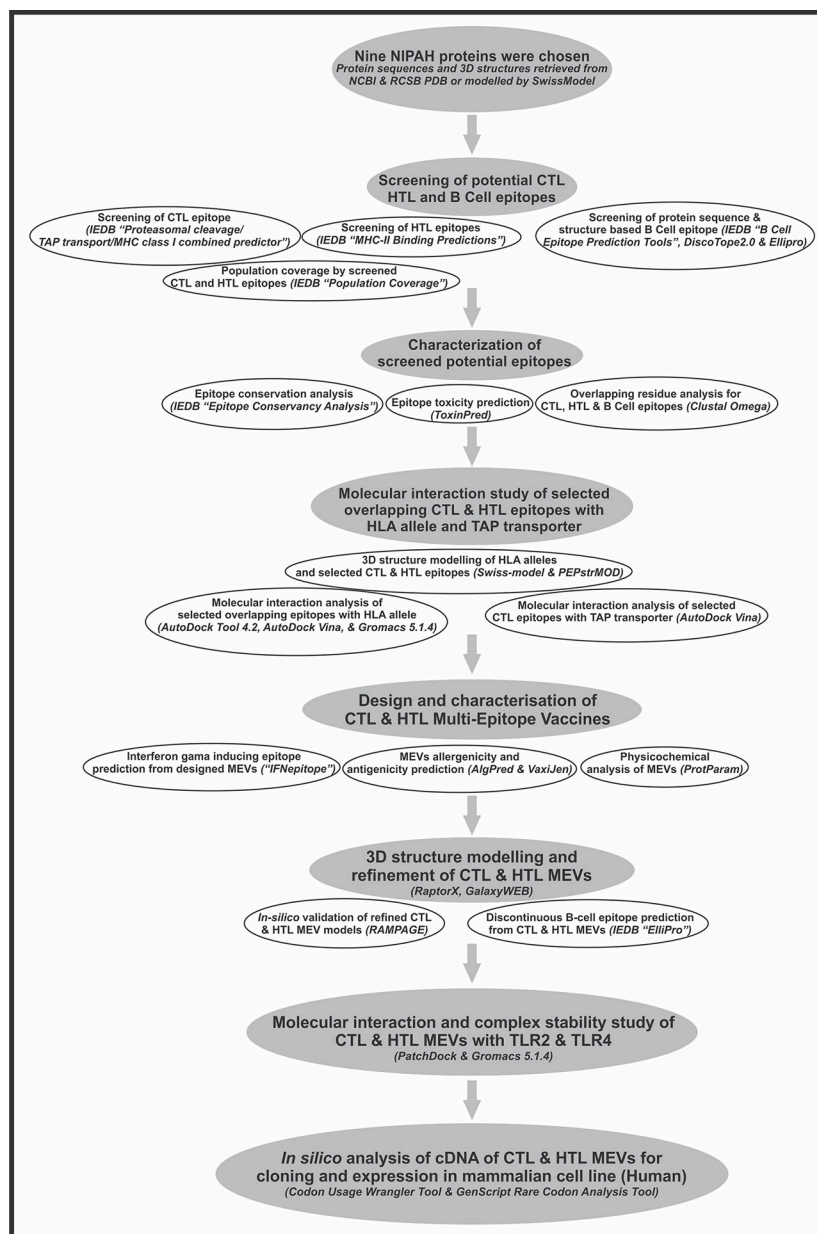 Nine NIPAH proteins were chosen
Protein sequences and 3D structures retrieved from
NCBI & RCSB PDB or modelled by SwissModel
Screening of potential CTL
HTL and B Cell epitopes
Screening of CTL epitope
(IEDB “Proteasomal cleavage/
TAP transport/MHC class I combined predictor”)
Screening of HTL epitopes
(IEDB “MHC-II Binding Predictions”)
Screening of protein sequence &
structure based B Cell epitope (IEDB “B Cell
Epitope Prediction Tools”, DiscoTope2.0 & Ellipro)
Population coverage by screened
CTL and HTL epitopes (IEDB “Population Coverage”)
Characterization of
screened potential epitopes
Epitope conservation analysis
(IEDB “Epitope Conservancy Analysis”)
Epitope toxicity prediction
(ToxinPred)
Overlapping residue analysis for
CTL, HTL & B Cell epitopes (Clustal Omega)
Molecular interaction study of selected
overlapping CTL & HTL epitopes with
HLA allele and TAP transporter
3D structure modelling of HLA alleles
and selected CTL & HTL epitopes (Swiss-model & PEPstrMOD)
Molecular interaction analysis of
selected overlapping epitopes with HLA allele
(AutoDock Tool 4.2, AutoDock Vina, & Gromacs 5.1.4)
Molecular interaction analysis of selected
CTL epitopes with TAP transporter (AutoDock Vina)
Design and characterisation of
CTL & HTL Multi-Epitope Vaccines
Interferon gama inducing epitope
prediction from designed MEVs (“IFNepitope”)
MEVs allergenicity and
antigenicity prediction (AlgPred & VaxiJen)
Physicochemical
analysis of MEVs (ProtParam)
3D structure modelling and
refinement of CTL & HTL MEVs
(RaptorX, GalaxyWEB)
In-silico validation of refined CTL
& HTL MEV models (RAMPAGE)
Discontinuous B-cell epitope prediction
from CTL & HTL MEVs (IEDB “ElliPro”)
Molecular interaction and complex stability study of
CTL & HTL MEVs with TLR2 & TLR4
(PatchDock & Gromacs 5.1.4)
In silico analysis of cDNA of CTL & HTL MEVs for
cloning and expression in mammalian cell line (Human)
(Codon Usage Wrangler Tool & GenScript Rare Codon Analysis Tool)